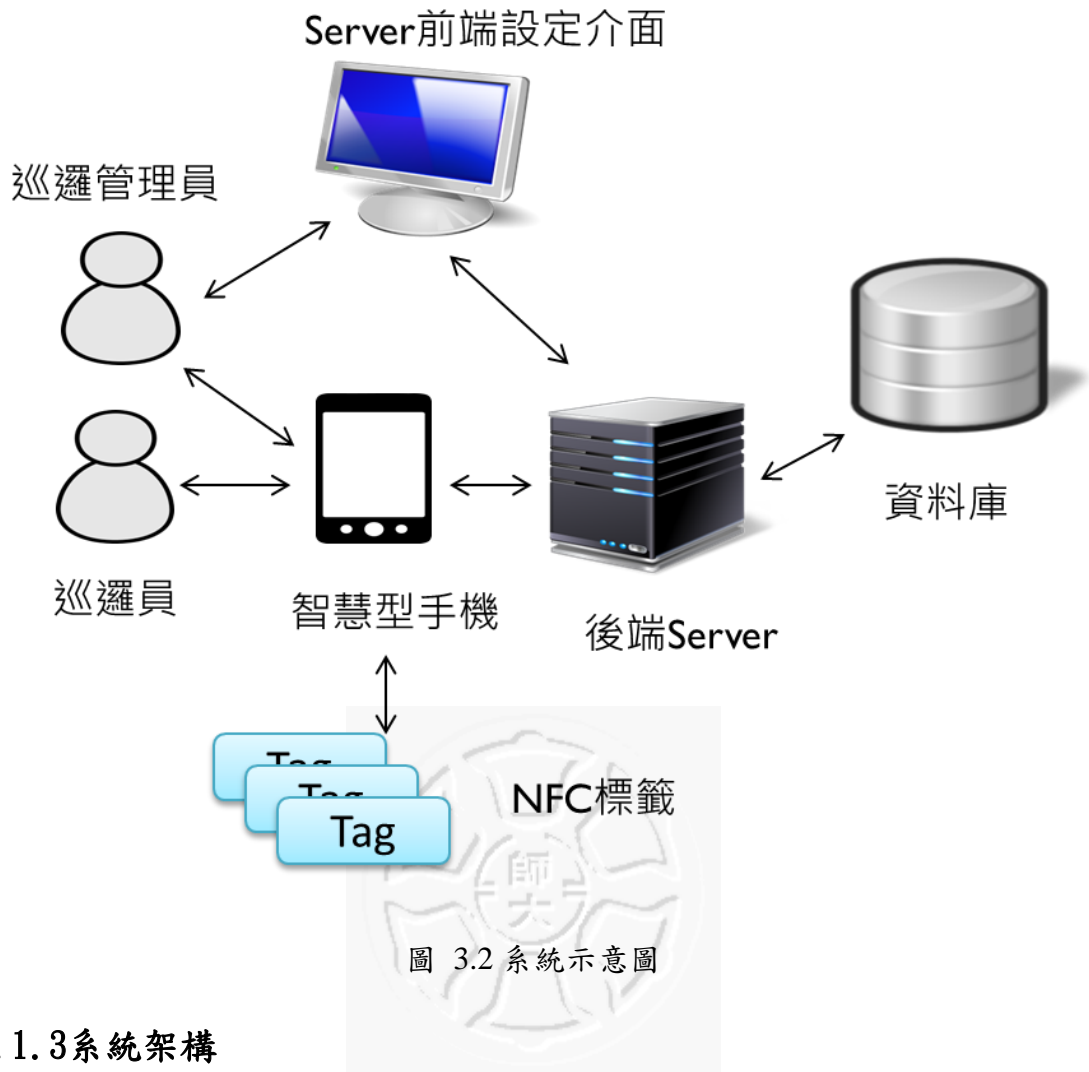 Server前端設定介面
巡邏管理員
資料庫
巡邏員
智慧型手機
後端Server
Tag
Tag
Tag
NFC標籤
師大
圖 3.2 系統示意圖
1.3系統架構